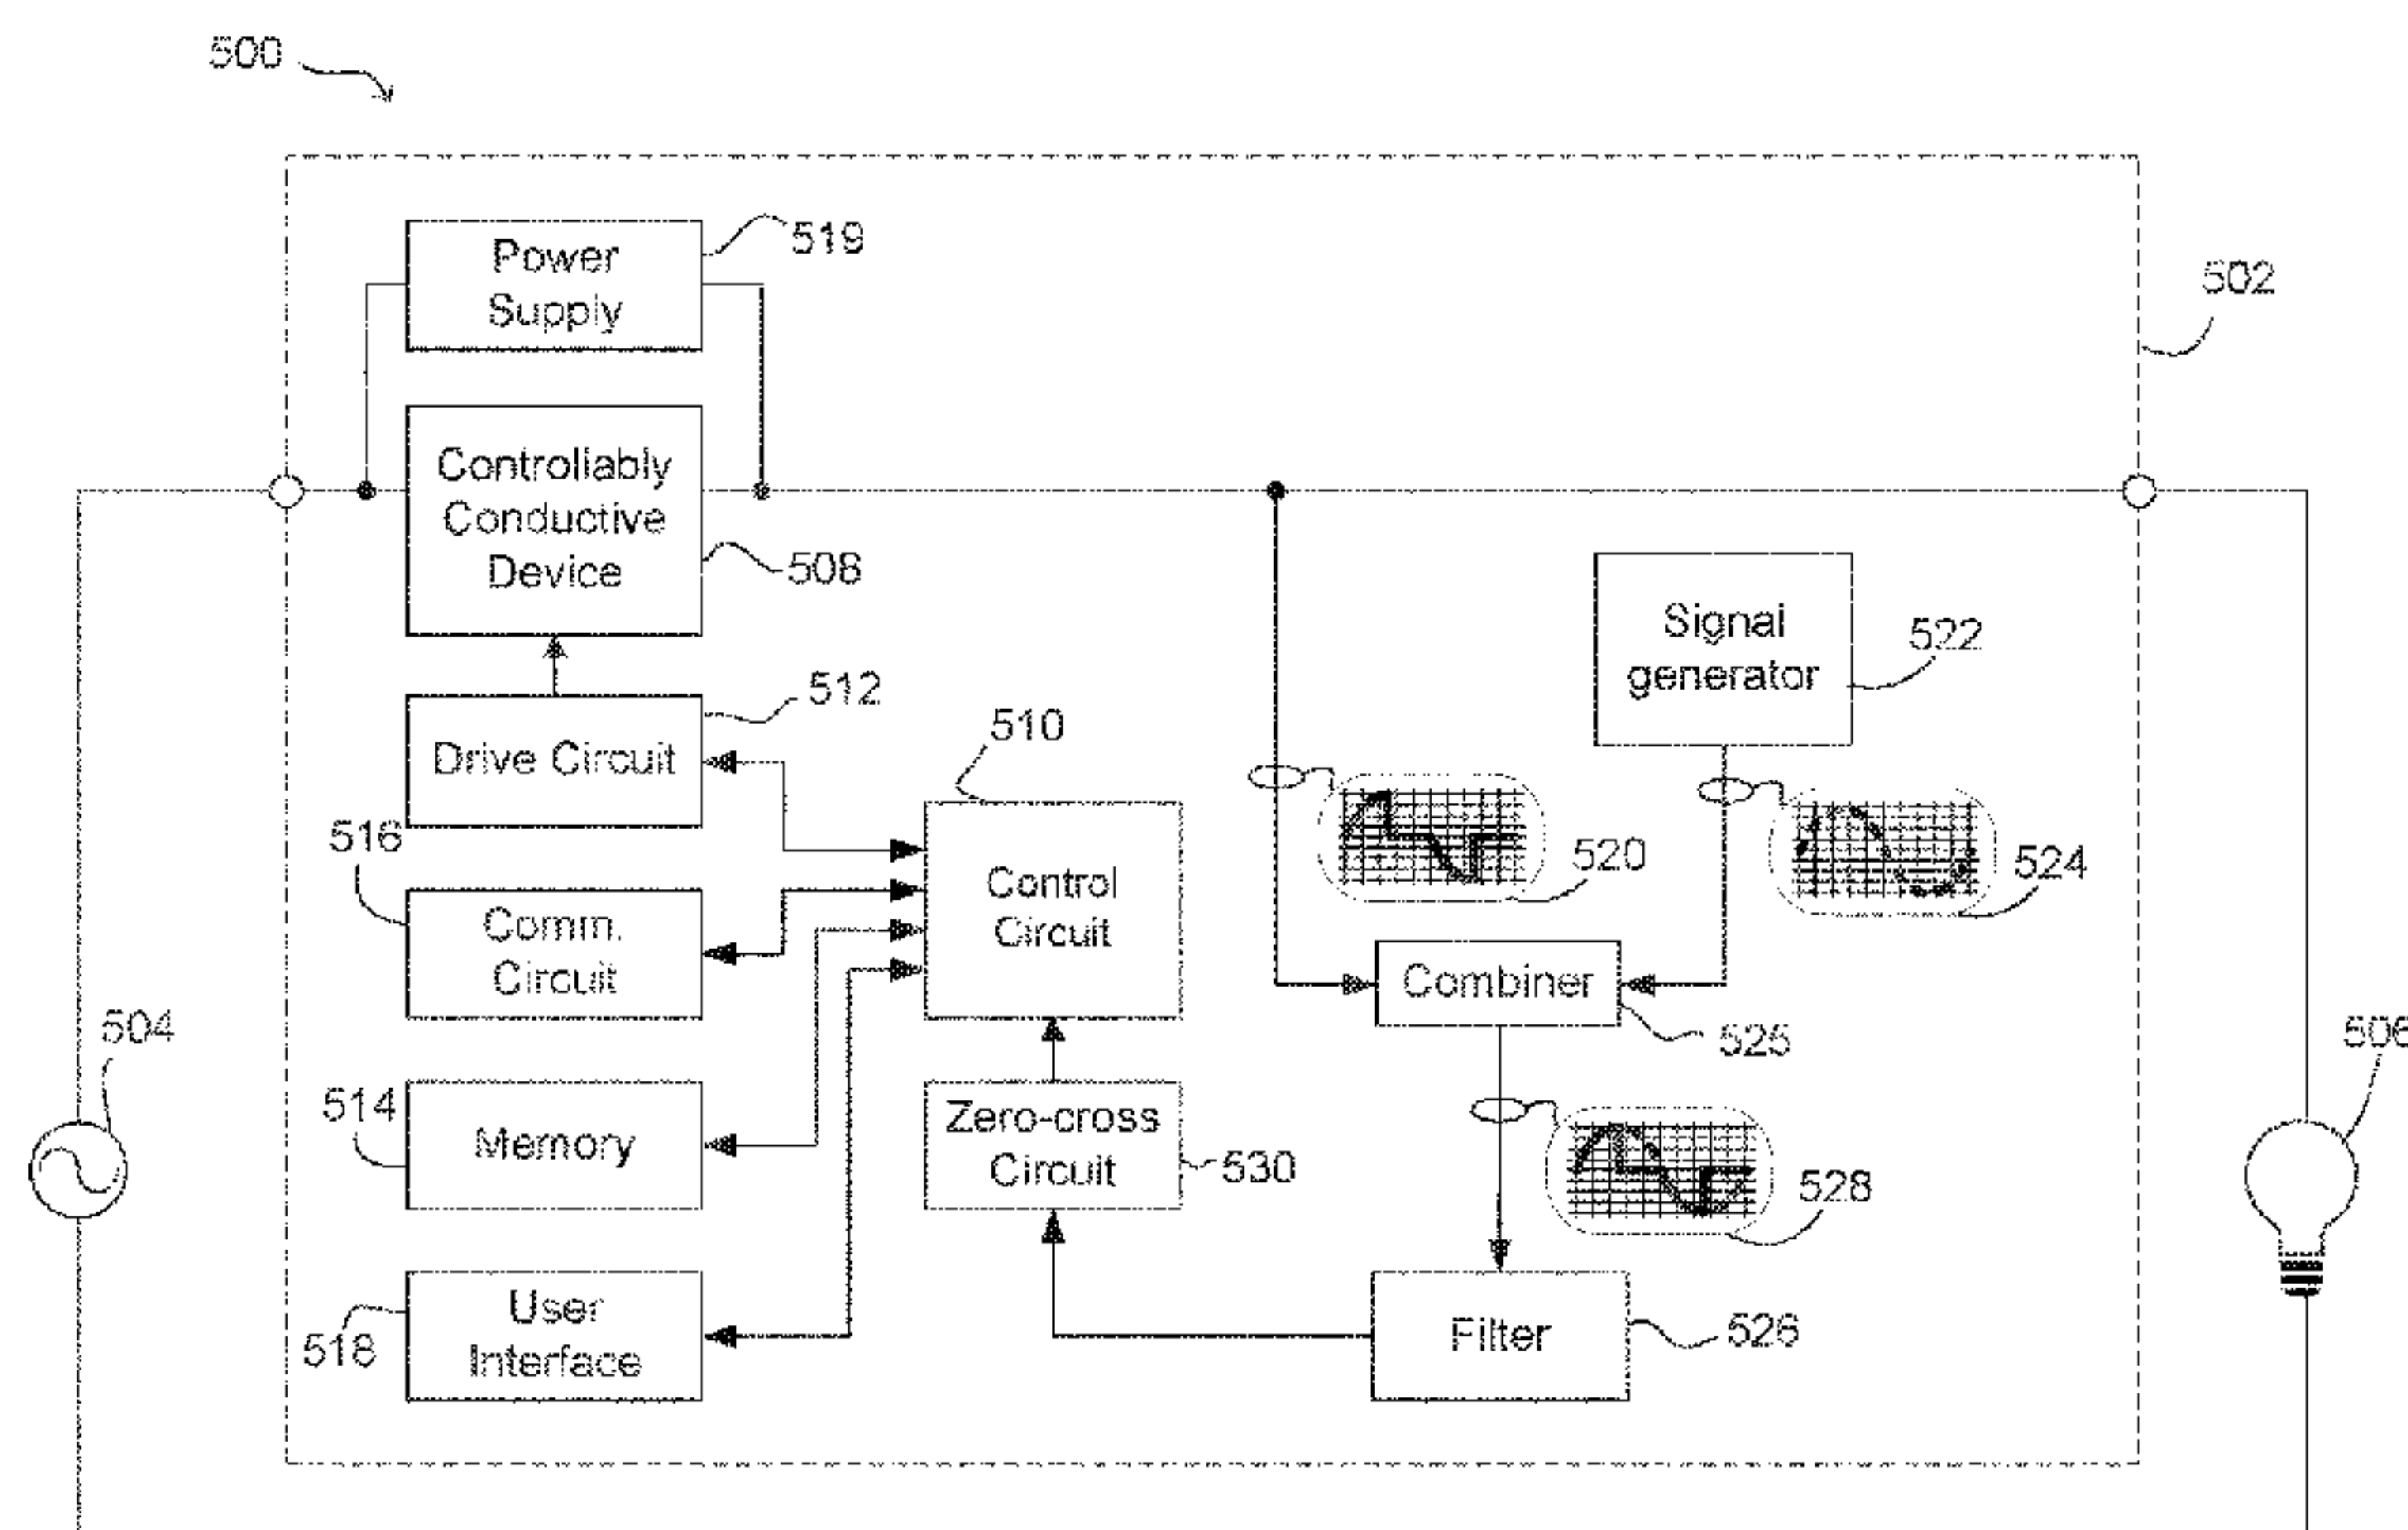 500
Power
Supply
519
502
Controllably
Conductive
Device
508
Signal
generator
522
512
Drive Circuit
510
516
Comm.
Circuit
Control
Circuit
520
524
Combiner
525
504
506
514
Memory
Zero-cross
Circuit
530
528
User
Interface
518
Filter
526